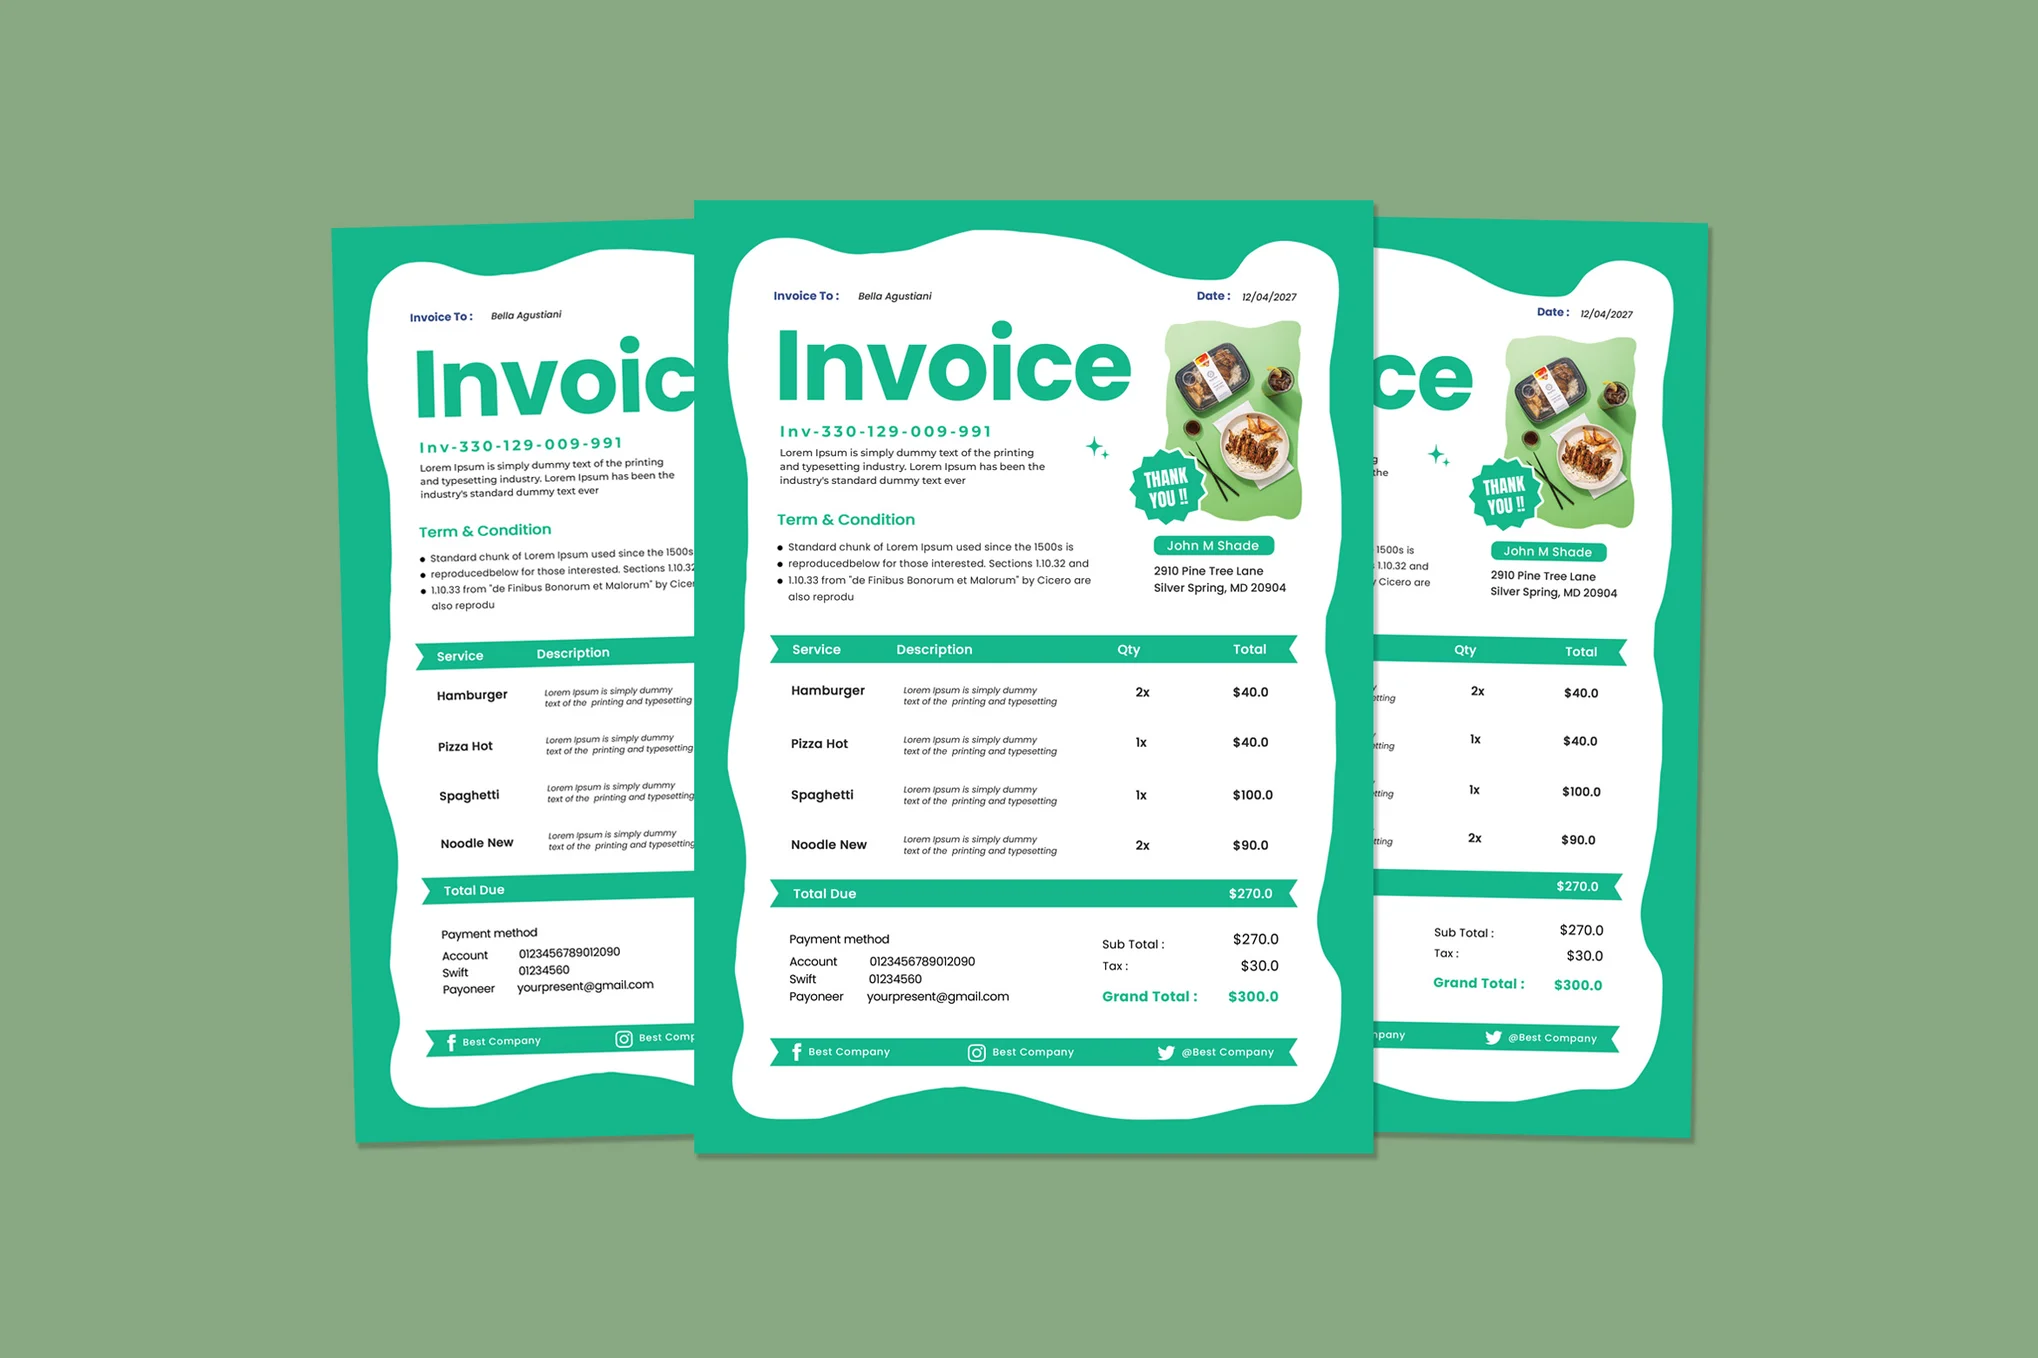 Invoice To :   Bella Agustiani
Invoic
Inv-330-129-009-991
Lorem Ipsum is simply dummy text of the printing
and typesetting industry. Lorem Ipsum has been the
industry's standard dummy text ever
Term & Condition
● Standard chunk of Lorem Ipsum used since the 1500s
● reproducedbelow for those interested. Sections 1.10.32
● 1.10.33 from "de Finibus Bonorum et Malorum" by Cicer
also reprodu
Service   Description
Hamburger   Lorem Ipsum is simply dummy
text of the printing and typesetting
Pizza Hot   Lorem Ipsum is simply dummy
text of the printing and typesetting
Spaghetti   Lorem Ipsum is simply dummy
text of the printing and typesetting
Noodle New   Lorem Ipsum is simply dummy
text of the printing and typesetting
Total Due
Payment method
Account   0123456789012090
Swift   01234560
Payoneer   yourpresent@gmail.com
Best Company   Best Comp
Invoice To :   Bella Agustiani   Date :   12/04/2027
Invoice
Inv-330-129-009-991
Lorem Ipsum is simply dummy text of the printing
and typesetting industry. Lorem Ipsum has been the
industry's standard dummy text ever
THANK
YOU !!
Term & Condition
● Standard chunk of Lorem Ipsum used since the 1500s is
● reproducedbelow for those interested. Sections 1.10.32 and
● 1.10.33 from "de Finibus Bonorum et Malorum" by Cicero are
also reprodu
John M Shade
2910 Pine Tree Lane
Silver Spring, MD 20904
Service   Description   Qty   Total
Hamburger   Lorem Ipsum is simply dummy   2x   $40.0
text of the printing and typesetting
Pizza Hot   Lorem Ipsum is simply dummy   1x   $40.0
text of the printing and typesetting
Spaghetti   Lorem Ipsum is simply dummy   1x   $100.0
text of the printing and typesetting
Noodle New   Lorem Ipsum is simply dummy   2x   $90.0
text of the printing and typesetting
Total Due   $270.0
Payment method
Account   0123456789012090
Swift   01234560
Payoneer   yourpresent@gmail.com
Sub Total :   $270.0
Tax :   $30.0
Grand Total :   $300.0
Best Company   Best Company   @Best Company
Date :   12/04/2027
ce
g
the
THANK
YOU !!
1500s is
1.10.32 and
y Cicero are
John M Shade
2910 Pine Tree Lane
Silver Spring, MD 20904
Qty   Total
y   2x   $40.0
etting
1x   $40.0
etting
1x   $100.0
tting
2x   $90.0
tting
$270.0
Sub Total :   $270.0
Tax :   $30.0
Grand Total :   $300.0
npany   @Best Company